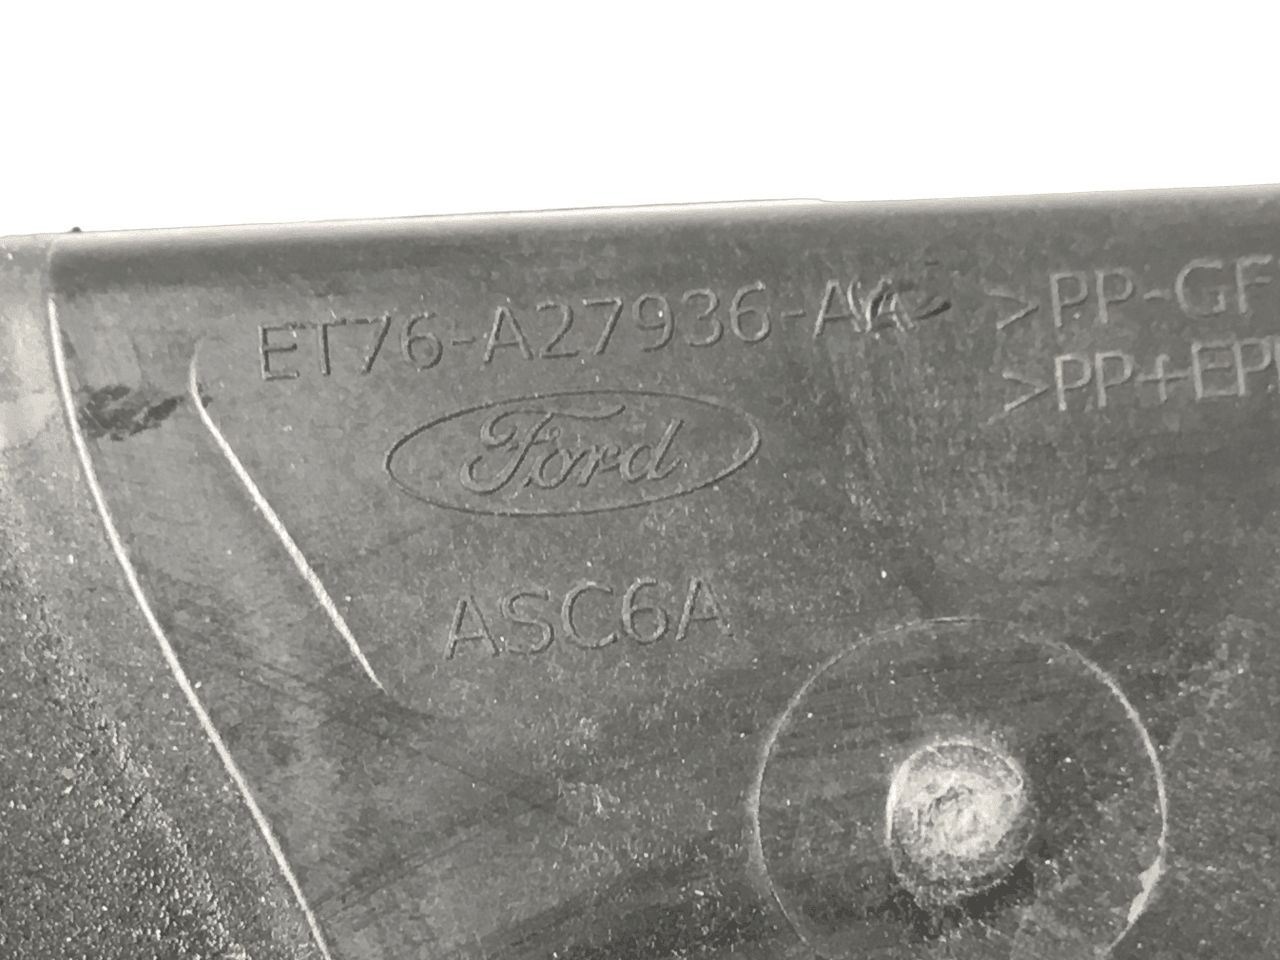 ET76-A27936-AA
>PP-GF
>PP+EP
Ford
ASC6A